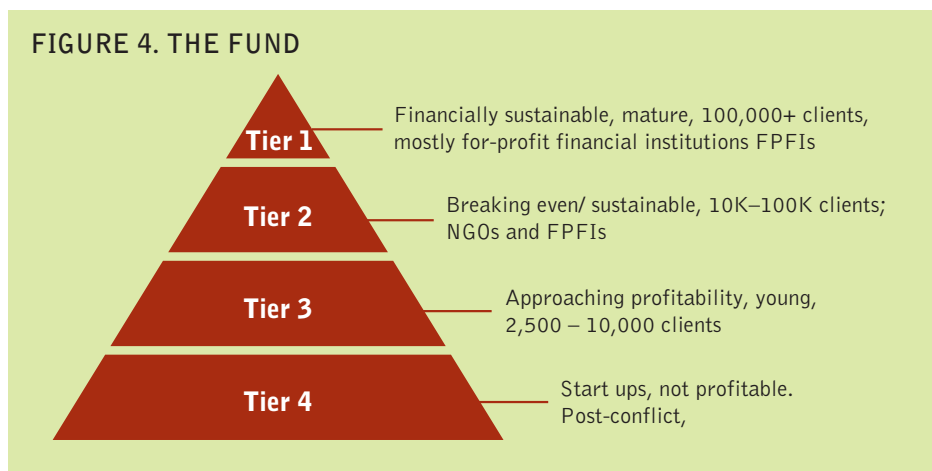 FIGURE 4. THE FUND
Tier 1
Financially sustainable, mature, 100,000+ clients,
mostly for-profit financial institutions FPFIs
Tier 2
Breaking even/ sustainable, 10K–100K clients;
NGOs and FPFIs
Tier 3
Approaching profitability, young,
2,500 – 10,000 clients
Tier 4
Start ups, not profitable.
Post-conflict,